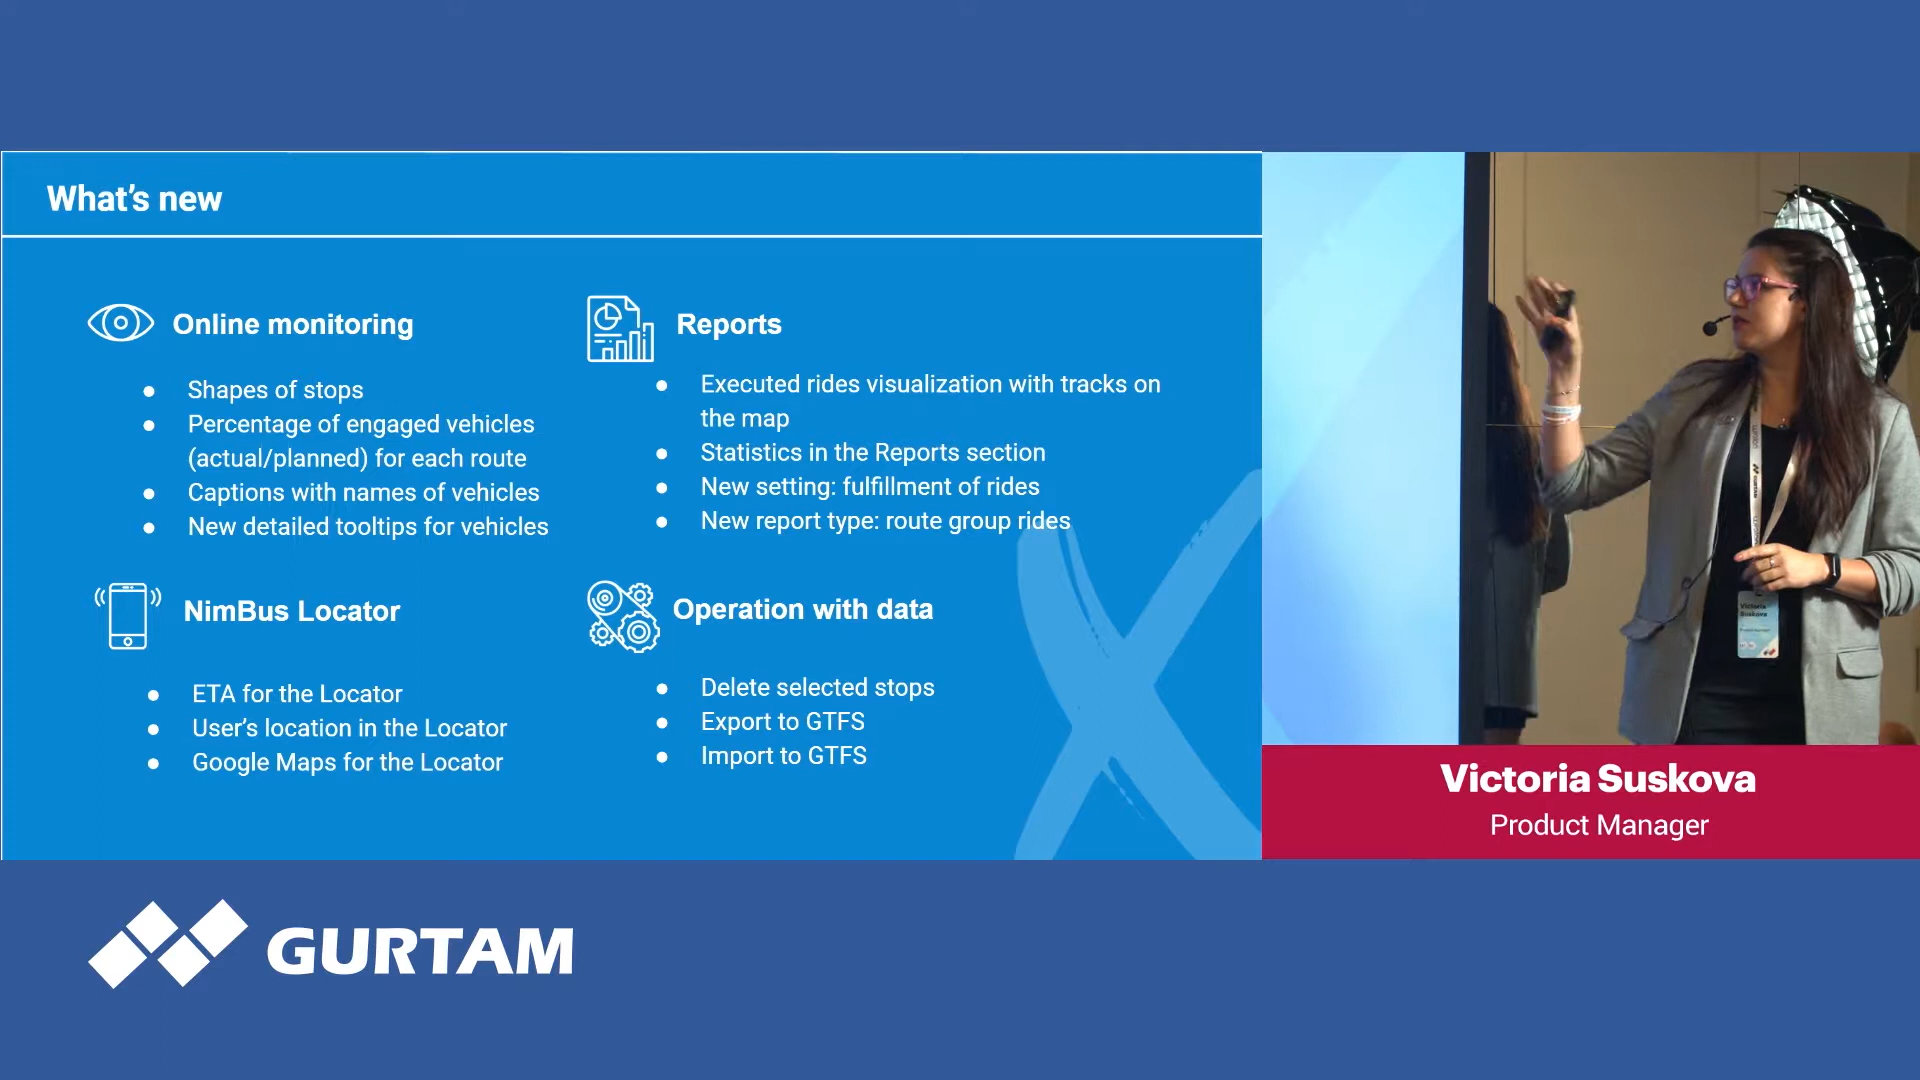 What's new
Online monitoring
● Shapes of stops
● Percentage of engaged vehicles
(actual/planned) for each route
● Captions with names of vehicles
● New detailed tooltips for vehicles
Reports
● Executed rides visualization with tracks on
the map
● Statistics in the Reports section
● New setting: fulfillment of rides
● New report type: route group rides
NimBus Locator
● ETA for the Locator
● User's location in the Locator
● Google Maps for the Locator
Operation with data
● Delete selected stops
● Export to GTFS
● Import to GTFS
Victoria
Suskova
Victoria Suskova
Product Manager
GURTAM